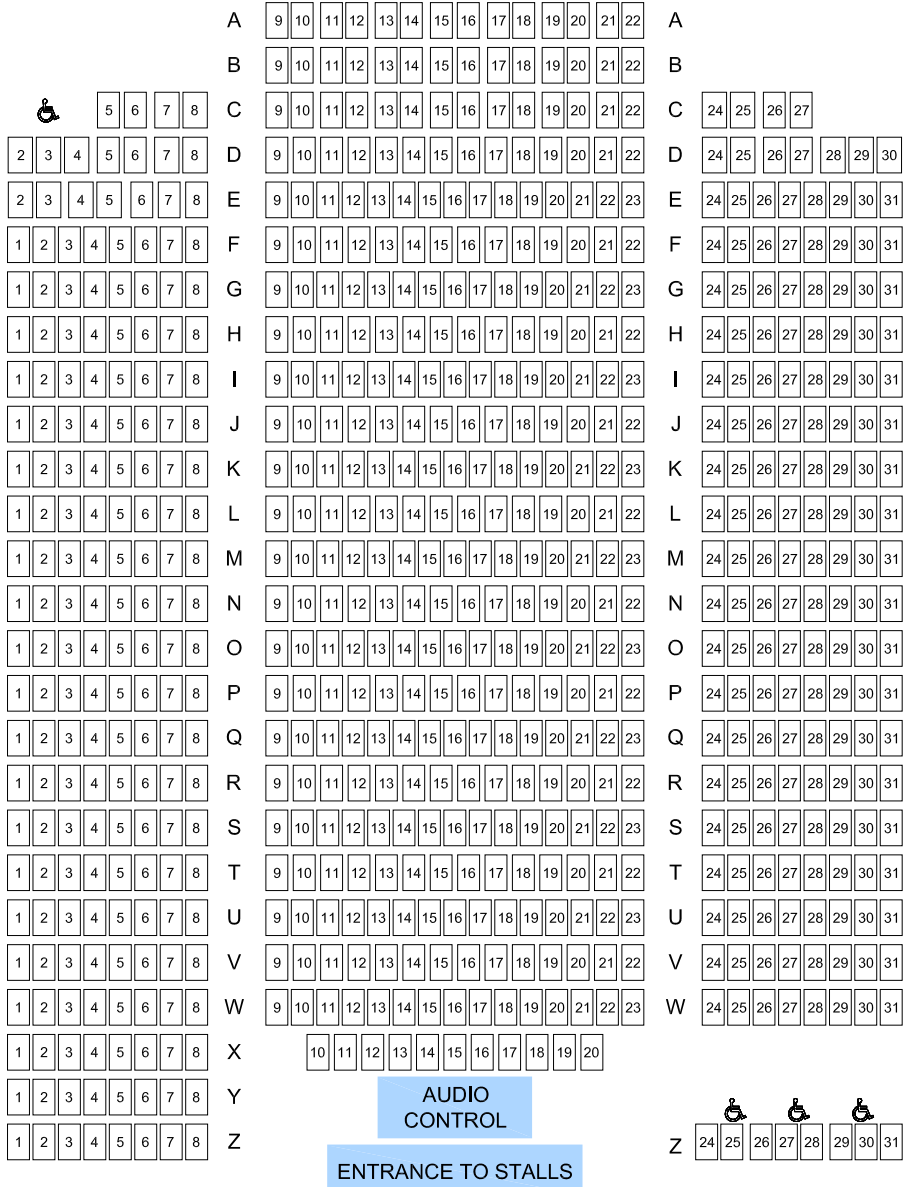 A 9 10 11 12 13 14 15 16 17 18 19 20 21 22 A
B 9 10 11 12 13 14 15 16 17 18 19 20 21 22 B
5 6 7 8 C 9 10 11 12 13 14 15 16 17 18 19 20 21 22 C 24 25 26 27
2 3 4 5 6 7 8 D 9 10 11 12 13 14 15 16 17 18 19 20 21 22 D 24 25 26 27 28 29 30
2 3 4 5 6 7 8 E 9 10 11 12 13 14 15 16 17 18 19 20 21 22 23 E 24 25 26 27 28 29 30 31
1 2 3 4 5 6 7 8 F 9 10 11 12 13 14 15 16 17 18 19 20 21 22 F 24 25 26 27 28 29 30 31
1 2 3 4 5 6 7 8 G 9 10 11 12 13 14 15 16 17 18 19 20 21 22 23 G 24 25 26 27 28 29 30 31
1 2 3 4 5 6 7 8 H 9 10 11 12 13 14 15 16 17 18 19 20 21 22 H 24 25 26 27 28 29 30 31
1 2 3 4 5 6 7 8 I 9 10 11 12 13 14 15 16 17 18 19 20 21 22 23 I 24 25 26 27 28 29 30 31
1 2 3 4 5 6 7 8 J 9 10 11 12 13 14 15 16 17 18 19 20 21 22 J 24 25 26 27 28 29 30 31
1 2 3 4 5 6 7 8 K 9 10 11 12 13 14 15 16 17 18 19 20 21 22 23 K 24 25 26 27 28 29 30 31
1 2 3 4 5 6 7 8 L 9 10 11 12 13 14 15 16 17 18 19 20 21 22 L 24 25 26 27 28 29 30 31
1 2 3 4 5 6 7 8 M 9 10 11 12 13 14 15 16 17 18 19 20 21 22 23 M 24 25 26 27 28 29 30 31
1 2 3 4 5 6 7 8 N 9 10 11 12 13 14 15 16 17 18 19 20 21 22 N 24 25 26 27 28 29 30 31
1 2 3 4 5 6 7 8 O 9 10 11 12 13 14 15 16 17 18 19 20 21 22 23 O 24 25 26 27 28 29 30 31
1 2 3 4 5 6 7 8 P 9 10 11 12 13 14 15 16 17 18 19 20 21 22 P 24 25 26 27 28 29 30 31
1 2 3 4 5 6 7 8 Q 9 10 11 12 13 14 15 16 17 18 19 20 21 22 23 Q 24 25 26 27 28 29 30 31
1 2 3 4 5 6 7 8 R 9 10 11 12 13 14 15 16 17 18 19 20 21 22 R 24 25 26 27 28 29 30 31
1 2 3 4 5 6 7 8 S 9 10 11 12 13 14 15 16 17 18 19 20 21 22 23 S 24 25 26 27 28 29 30 31
1 2 3 4 5 6 7 8 T 9 10 11 12 13 14 15 16 17 18 19 20 21 22 T 24 25 26 27 28 29 30 31
1 2 3 4 5 6 7 8 U 9 10 11 12 13 14 15 16 17 18 19 20 21 22 23 U 24 25 26 27 28 29 30 31
1 2 3 4 5 6 7 8 V 9 10 11 12 13 14 15 16 17 18 19 20 21 22 V 24 25 26 27 28 29 30 31
1 2 3 4 5 6 7 8 W 9 10 11 12 13 14 15 16 17 18 19 20 21 22 23 W 24 25 26 27 28 29 30 31
1 2 3 4 5 6 7 8 X 10 11 12 13 14 15 16 17 18 19 20
1 2 3 4 5 6 7 8 Y
AUDIO
CONTROL
1 2 3 4 5 6 7 8 Z
Z 24 25 26 27 28 29 30 31
ENTRANCE TO STALLS